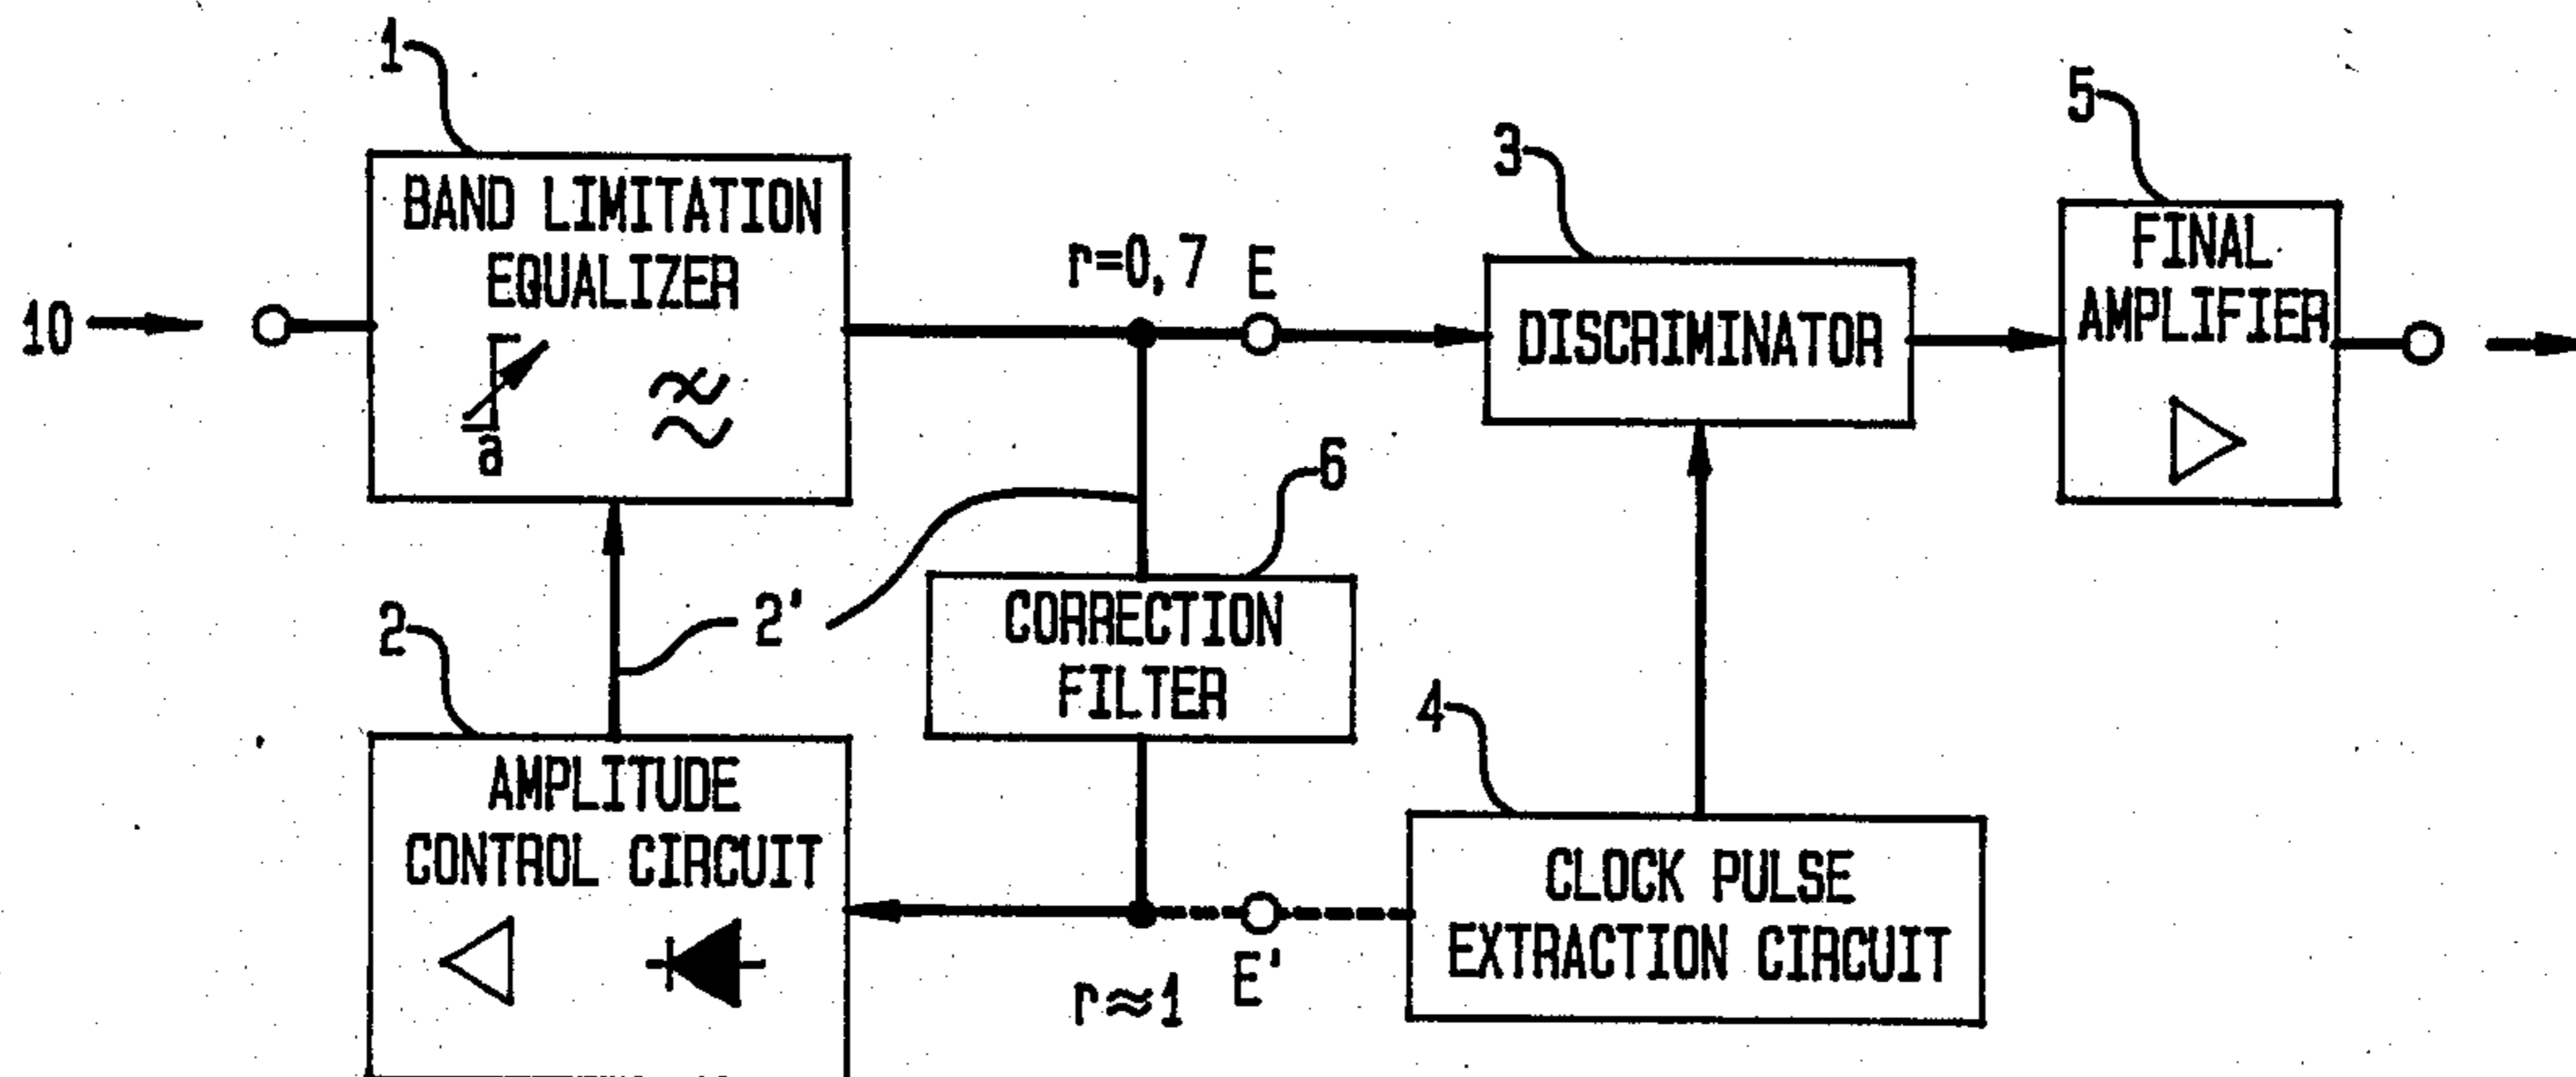 1
BAND LIMITATION
EQUALIZER
a
10
r=0,7
E
3
DISCRIMINATOR
5
FINAL
AMPLIFIER
6
CORRECTION
FILTER
2'
2
AMPLITUDE
CONTROL CIRCUIT
r≈1
E'
4
CLOCK PULSE
EXTRACTION CIRCUIT